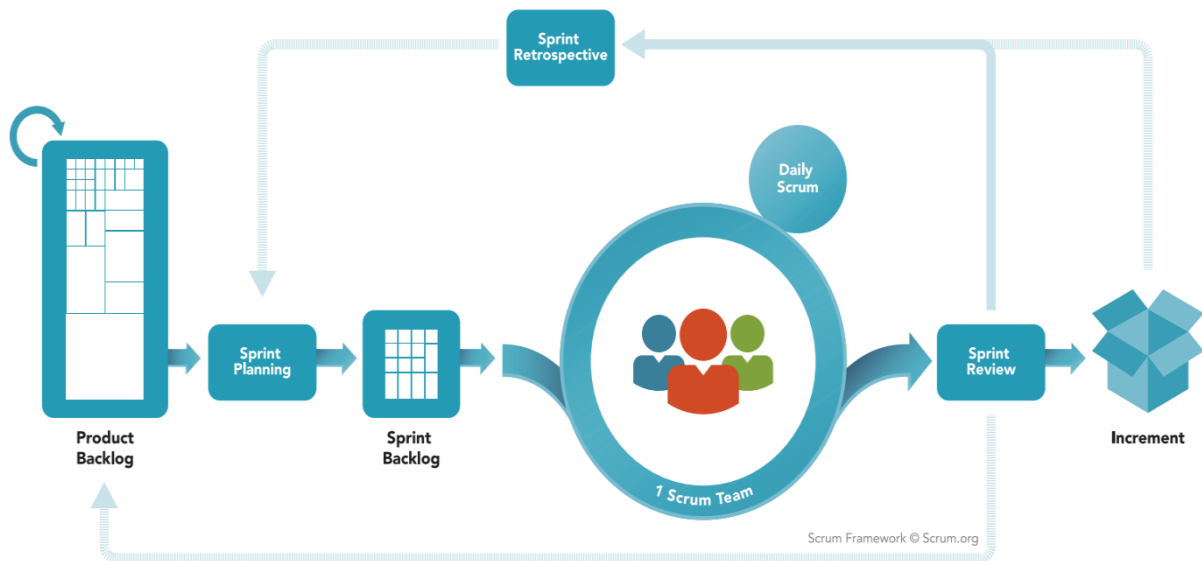 Sprint
Retrospective
Daily
Scrum
Sprint
Planning
Sprint
Review
Product
Backlog
Sprint
Backlog
Increment
1 Scrum Team
Scrum Framework © Scrum.org